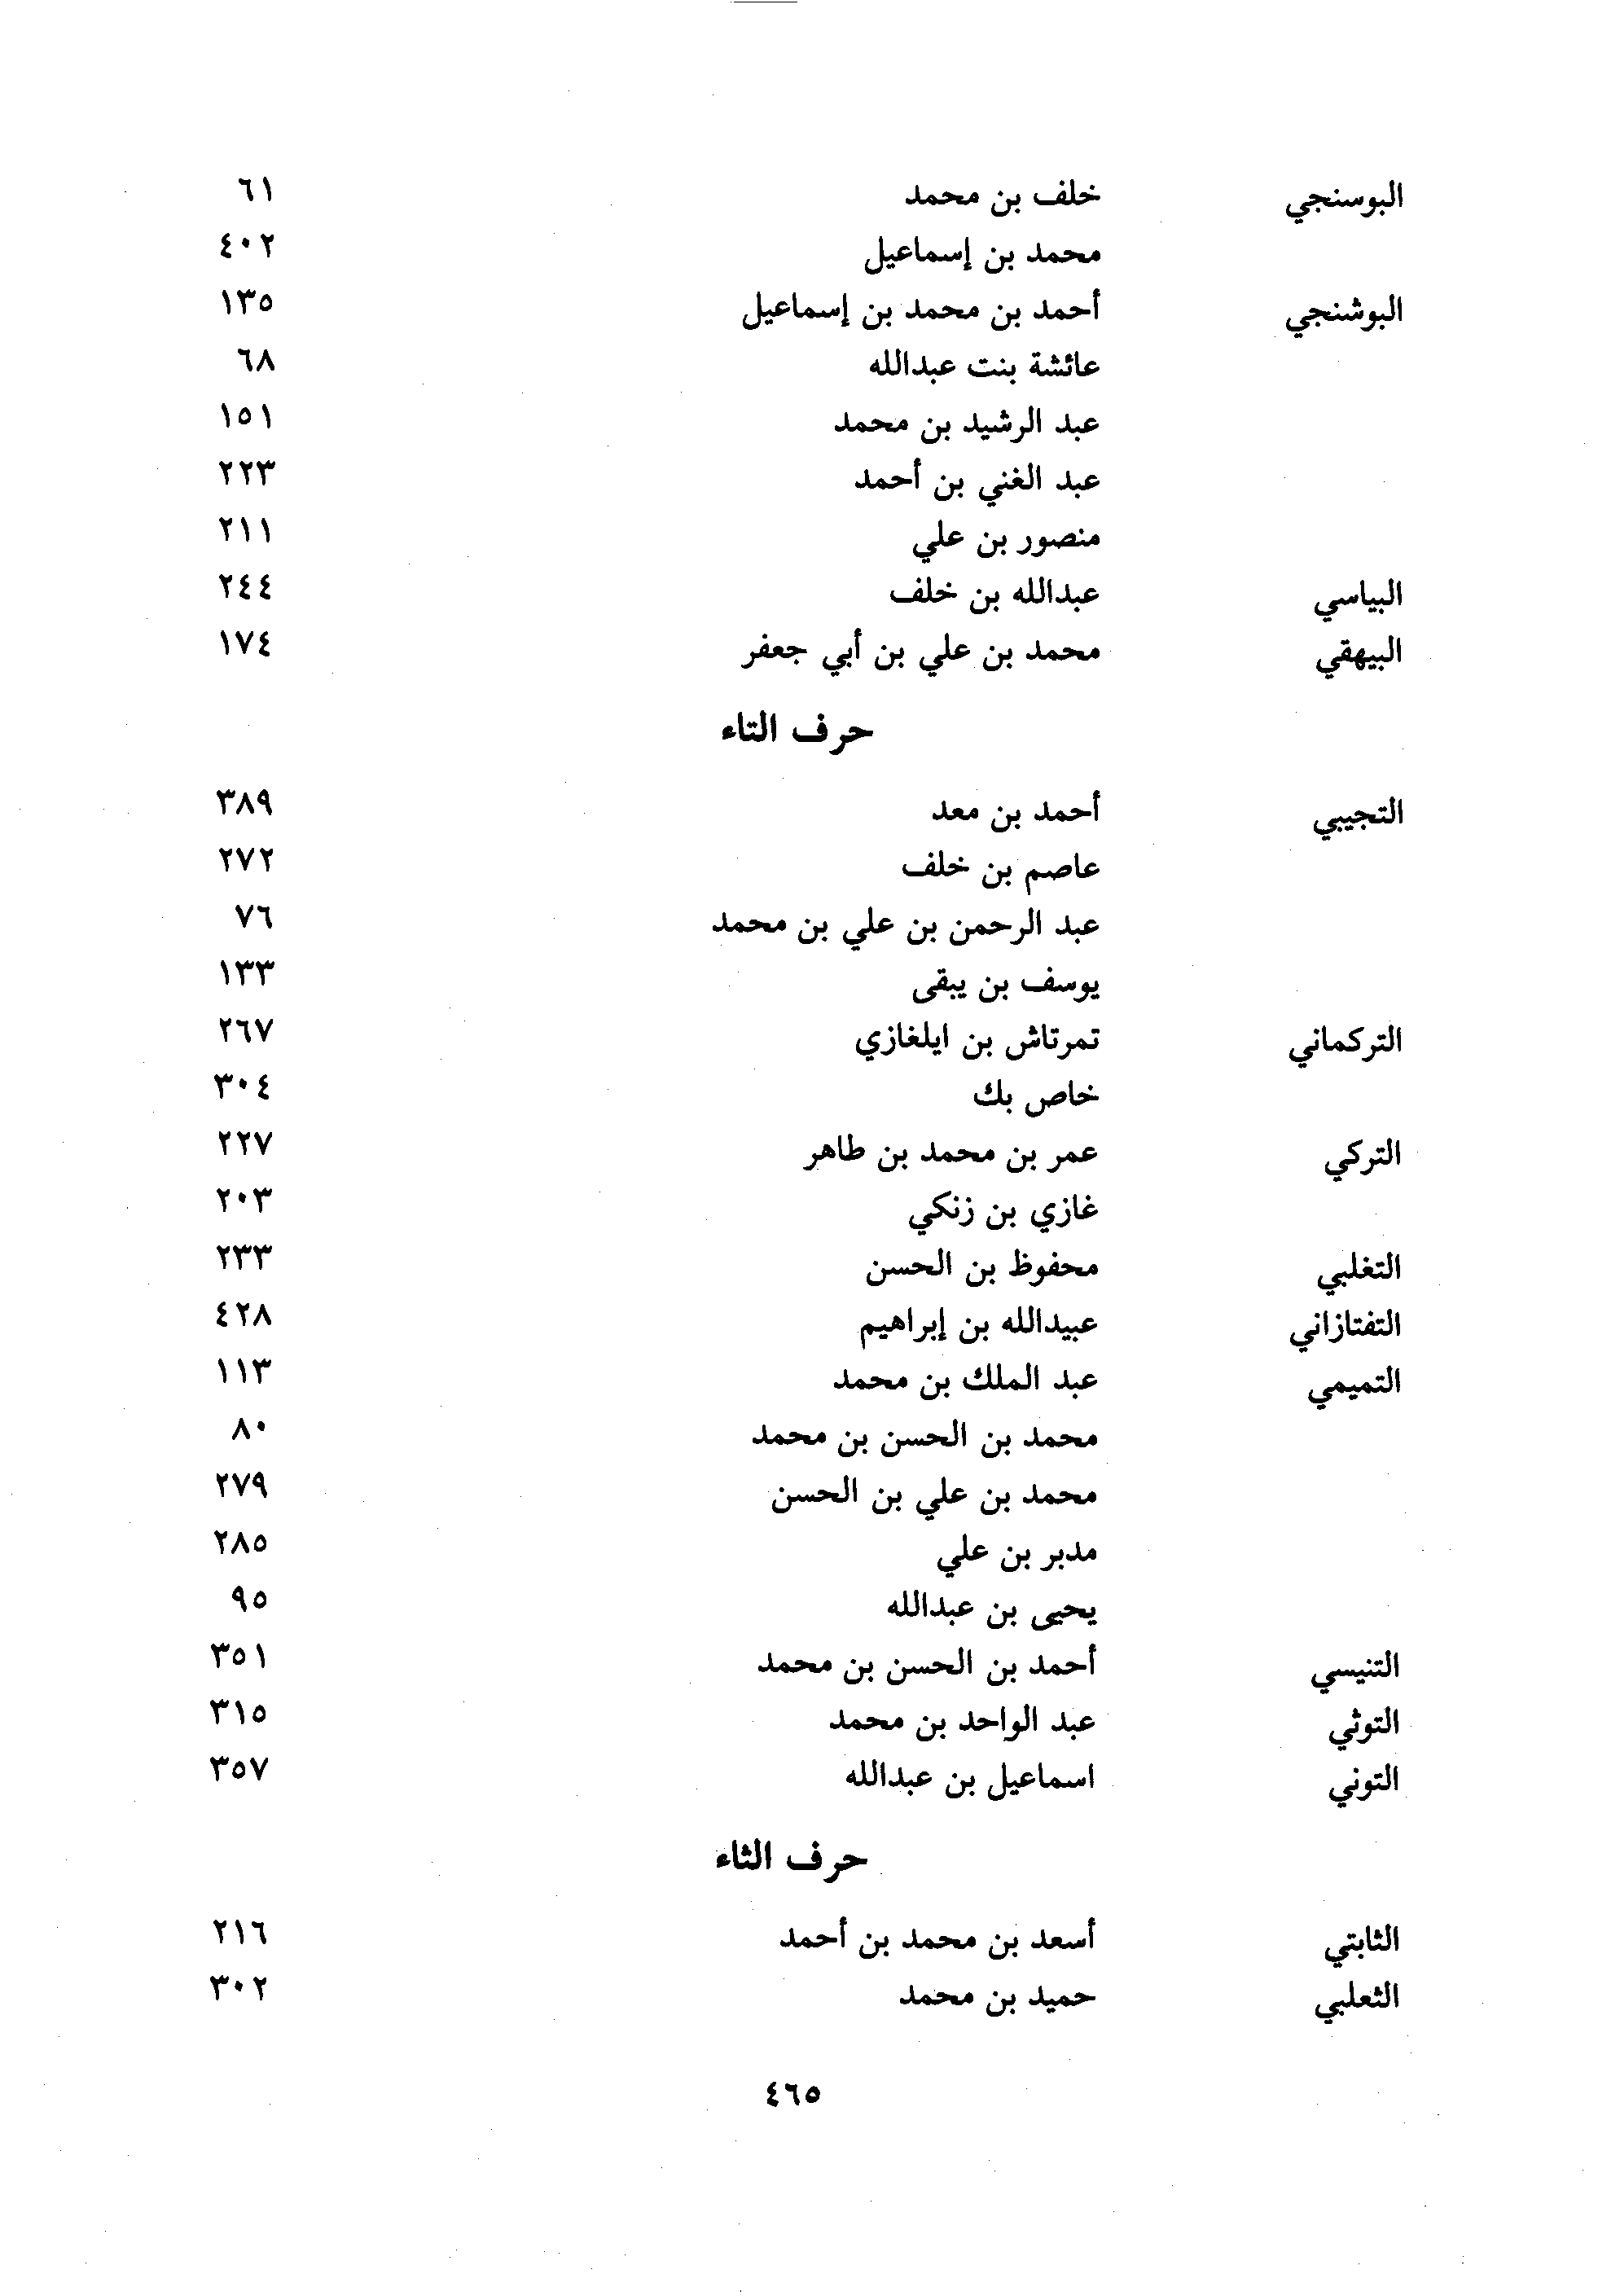 البوسنجي خلف بن محمد ٦١
محمد بن إسماعيل ٤٠٢
البوشنجي أحمد بن محمد بن إسماعيل ١٣٥
عائشة بنت عبدالله ٦٨
عبد الرشيد بن محمد ١٥١
عبد الغني بن أحمد ٢٢٣
منصور بن علي ٢١١
البياسي عبدالله بن خلف ٢٤٤
البيهقي محمد بن علي بن أبي جعفر ١٧٤
حرف التاء
التجيبي أحمد بن معد ٣٨٩
عاصم بن خلف ٢٧٢
عبد الرحمن بن علي بن محمد ٧٦
يوسف بن يبقى ١٣٣
التركماني تمرتاش بن ايلغازي ٢٦٧
خاص بك ٣٠٤
التركي عمر بن محمد بن طاهر ٢٢٧
غازي بن زنكي ٢٠٣
التغلبي محفوظ بن الحسن ٢٣٣
التفتازاني عبيدالله بن إبراهيم ٤٢٨
التميمي عبد الملك بن محمد ١١٣
محمد بن الحسن بن محمد ٨٠
محمد بن علي بن الحسن ٢٧٩
مدبر بن علي ٢٨٥
يحيى بن عبدالله ٩٥
التنيسي أحمد بن الحسن بن محمد ٣٥١
التوثي عبد الواحد بن محمد ٣١٥
التوني اسماعيل بن عبدالله ٣٥٧
حرف الثاء
الثابتي أسعد بن محمد بن أحمد ٢١٦
الثعلبي حميد بن محمد ٣٠٢
٤٦٥